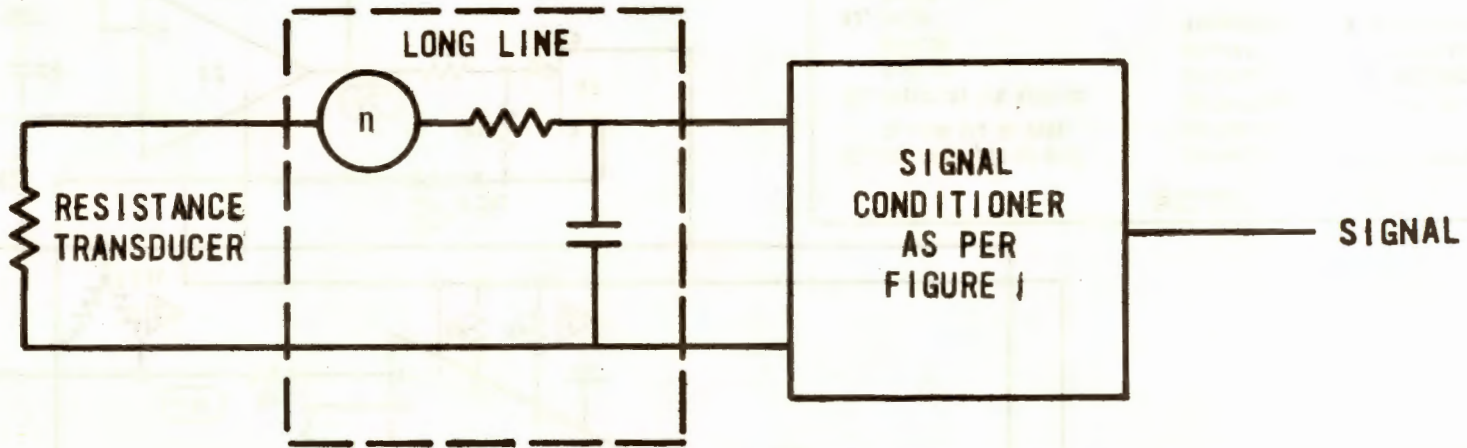 LONG LINE
n
RESISTANCE
TRANSDUCER
SIGNAL
CONDITIONER
AS PER
FIGURE 1
SIGNAL